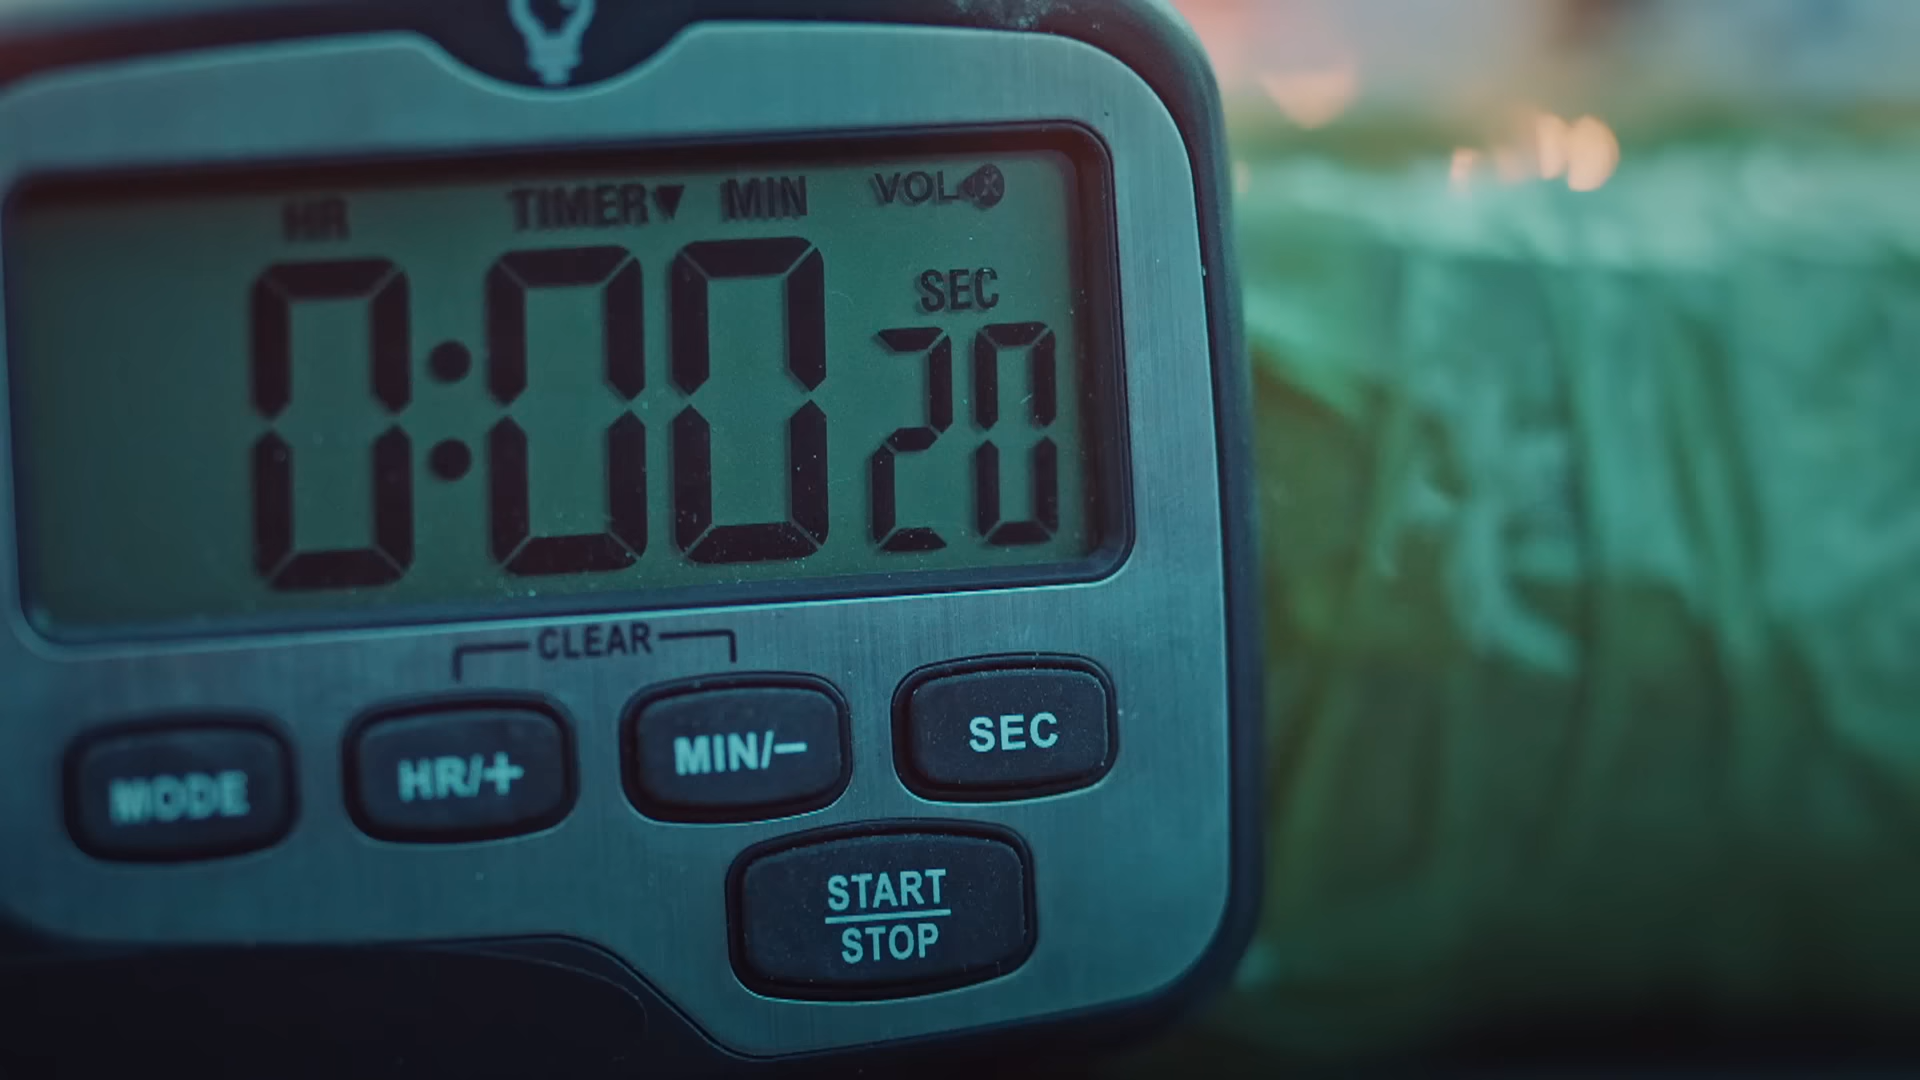 HR TIMER▼ MIN VOL
SEC
0:00 20
CLEAR
MODE HR/+ MIN/− SEC
START
STOP